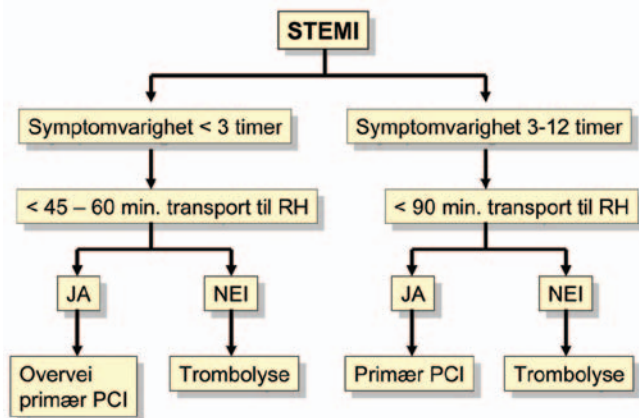 STEMI
Symptomvarighet < 3 timer
Symptomvarighet 3-12 timer
< 45 – 60 min. transport til RH
< 90 min. transport til RH
JA
NEI
JA
NEI
Overvei
primær PCI
Trombolyse
Primær PCI
Trombolyse